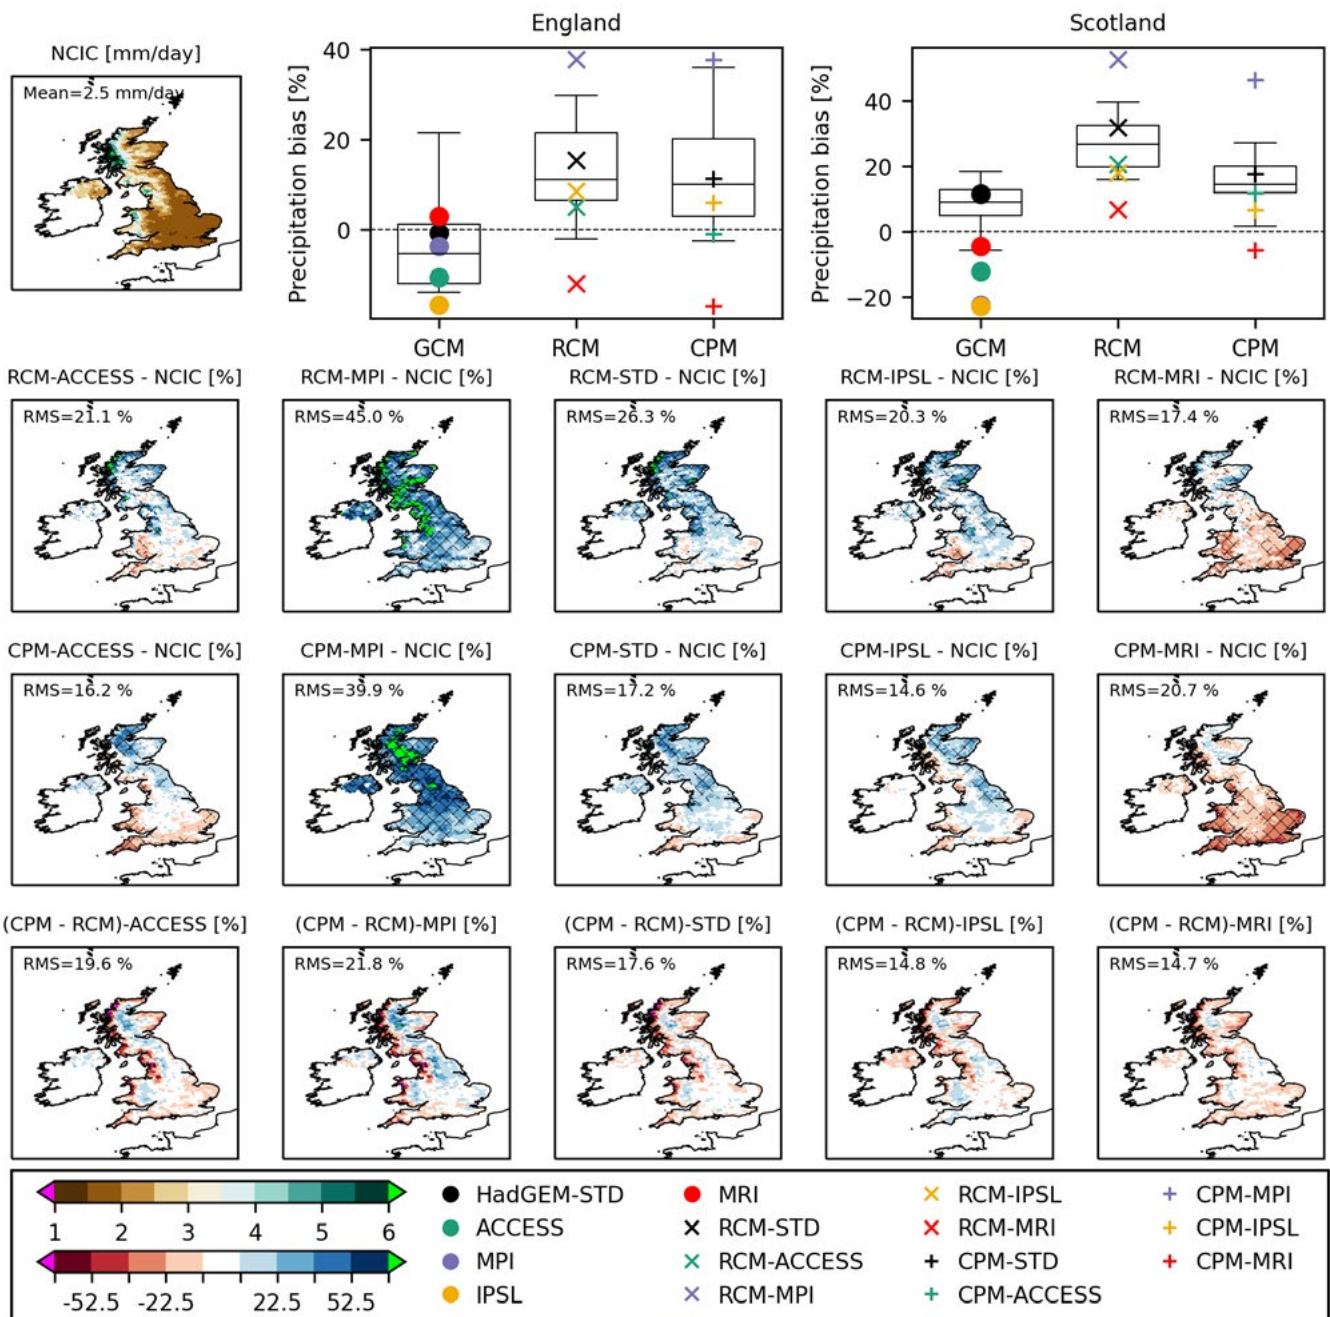 NCIC [mm/day]
Mean=2.5 mm/day
England
Precipitation bias [%]
40
20
0
GCM RCM CPM
Scotland
Precipitation bias [%]
40
20
0
−20
GCM RCM CPM
RCM-ACCESS - NCIC [%] RCM-MPI - NCIC [%] RCM-STD - NCIC [%] RCM-IPSL - NCIC [%] RCM-MRI - NCIC [%]
RMS=21.1 % RMS=45.0 % RMS=26.3 % RMS=20.3 % RMS=17.4 %
CPM-ACCESS - NCIC [%] CPM-MPI - NCIC [%] CPM-STD - NCIC [%] CPM-IPSL - NCIC [%] CPM-MRI - NCIC [%]
RMS=16.2 % RMS=39.9 % RMS=17.2 % RMS=14.6 % RMS=20.7 %
(CPM - RCM)-ACCESS [%] (CPM - RCM)-MPI [%] (CPM - RCM)-STD [%] (CPM - RCM)-IPSL [%] (CPM - RCM)-MRI [%]
RMS=19.6 % RMS=21.8 % RMS=17.6 % RMS=14.8 % RMS=14.7 %
1 2 3 4 5 6
-52.5 -22.5 22.5 52.5
HadGEM-STD
ACCESS
MPI
IPSL
MRI
RCM-STD
RCM-ACCESS
RCM-MPI
RCM-IPSL
RCM-MRI
CPM-STD
CPM-ACCESS
CPM-MPI
CPM-IPSL
CPM-MRI